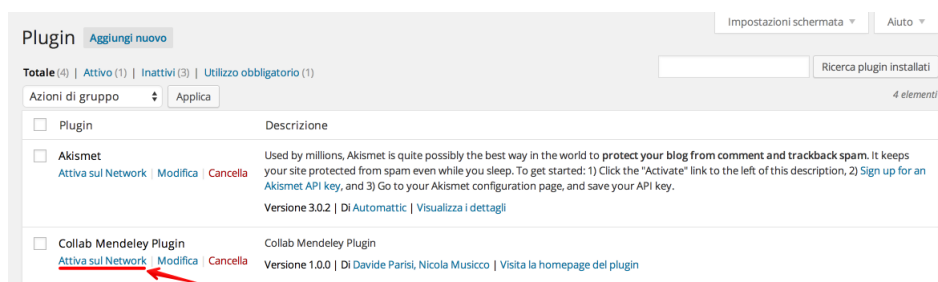 Impostazioni schermata Aiuto
Plugin Aggiungi nuovo
Totale (4) | Attivo (1) | Inattivi (3) | Utilizzo obbligatorio (1)
Ricerca plugin installati
Azioni di gruppo Applica
4 elementi
Plugin Descrizione
Akismet
Attiva sul Network | Modifica | Cancella
Used by millions, Akismet is quite possibly the best way in the world to protect your blog from comment and trackback spam. It keeps
your site protected from spam even while you sleep. To get started: 1) Click the "Activate" link to the left of this description, 2) Sign up for an
Akismet API key, and 3) Go to your Akismet configuration page, and save your API key.
Versione 3.0.2 | Di Automattic | Visualizza i dettagli
Collab Mendeley Plugin
Attiva sul Network | Modifica | Cancella
Collab Mendeley Plugin
Versione 1.0.0 | Di Davide Parisi, Nicola Musicco | Visita la homepage del plugin